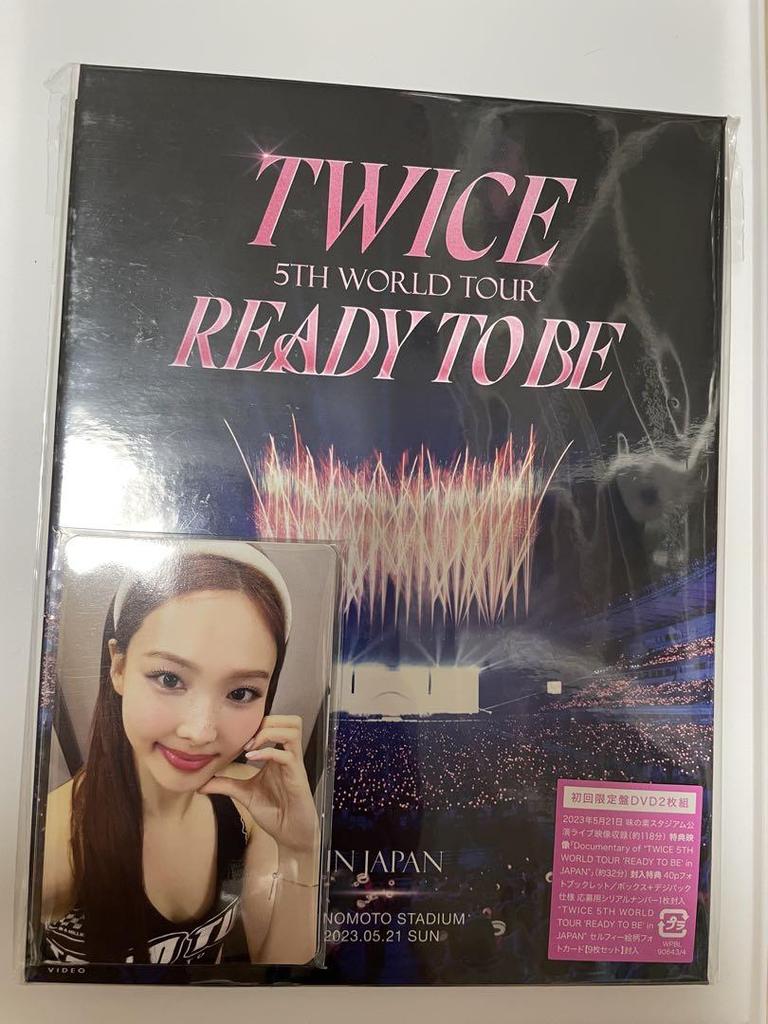 TWICE
5TH WORLD TOUR
READY TO BE
IN JAPAN
NOMOTO STADIUM
2023.05.21 SUN
VIDEO
初回限定盤DVD2枚組
2023年5月21日 味の素スタジアム公
演ライブ映像収録(約118分) 特典映
像「Documentary of "TWICE 5TH
WORLD TOUR 'READY TO BE' in
JAPAN"」(約32分) 封入特典 40pフォ
トブックレット／ボックス+デジパック
仕様 応募用シリアルナンバー1枚封入
"TWICE 5TH WORLD
TOUR 'READY TO BE' in
JAPAN" セルフィー絵柄フォ
トカード【9枚セット】封入
プラ
WPBL
90643/4